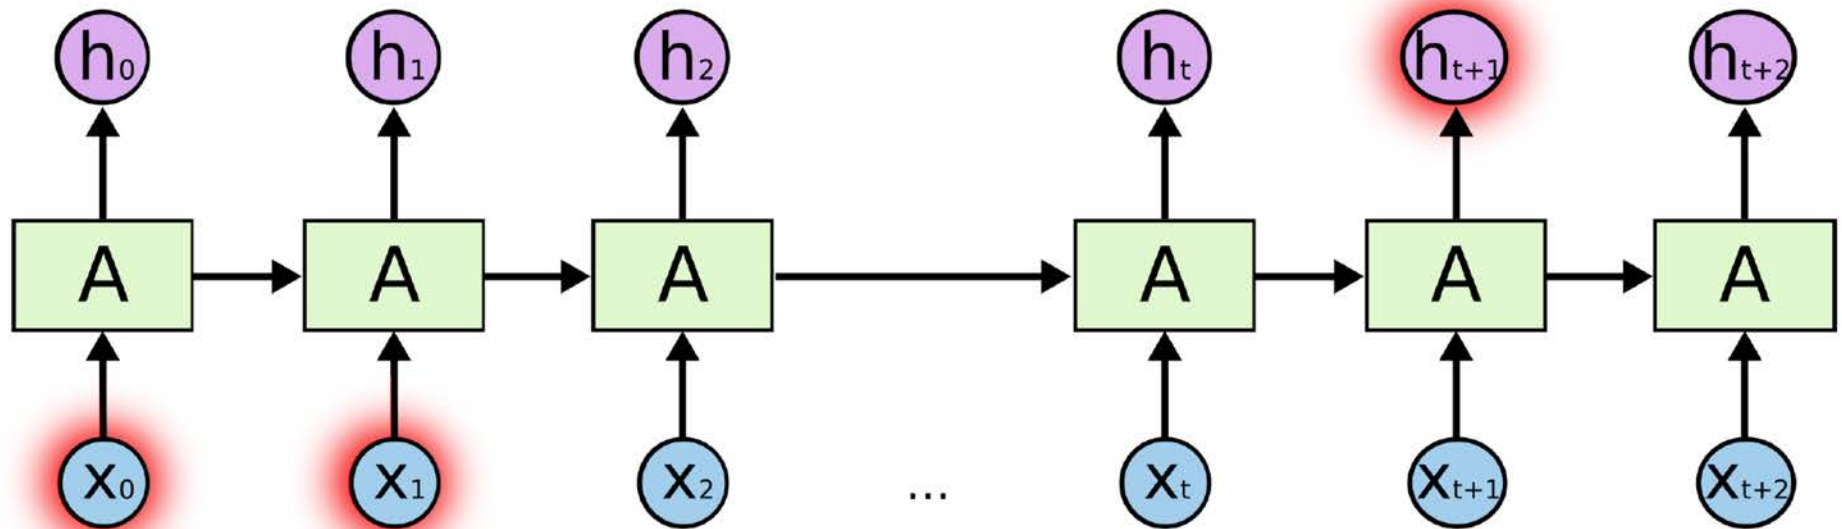 h0 h1 h2 ht ht+1 ht+2
A A A A A A
x0 x1 x2 ... xt xt+1 xt+2